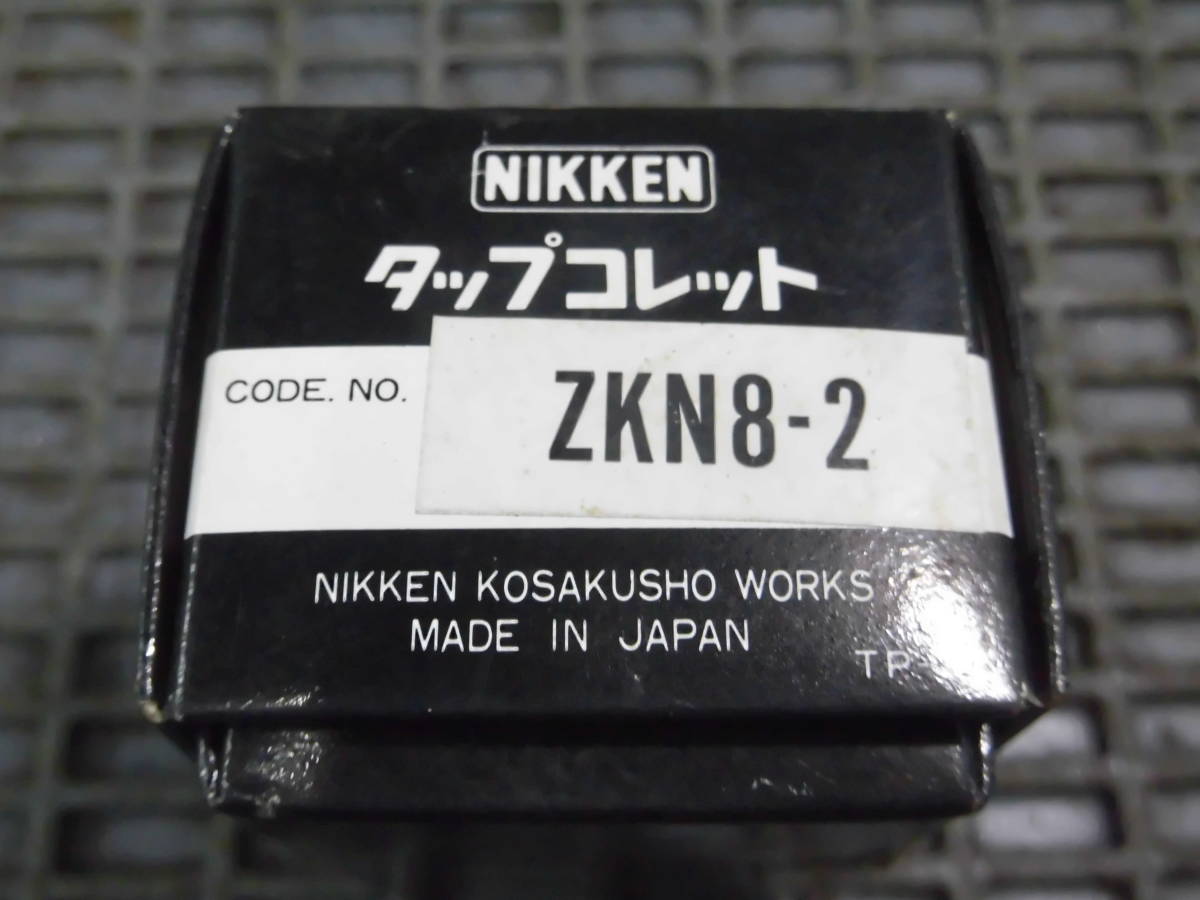 NIKKEN
タップコレット
CODE. NO.
ZKN8-2
NIKKEN KOSAKUSHO WORKS
MADE IN JAPAN